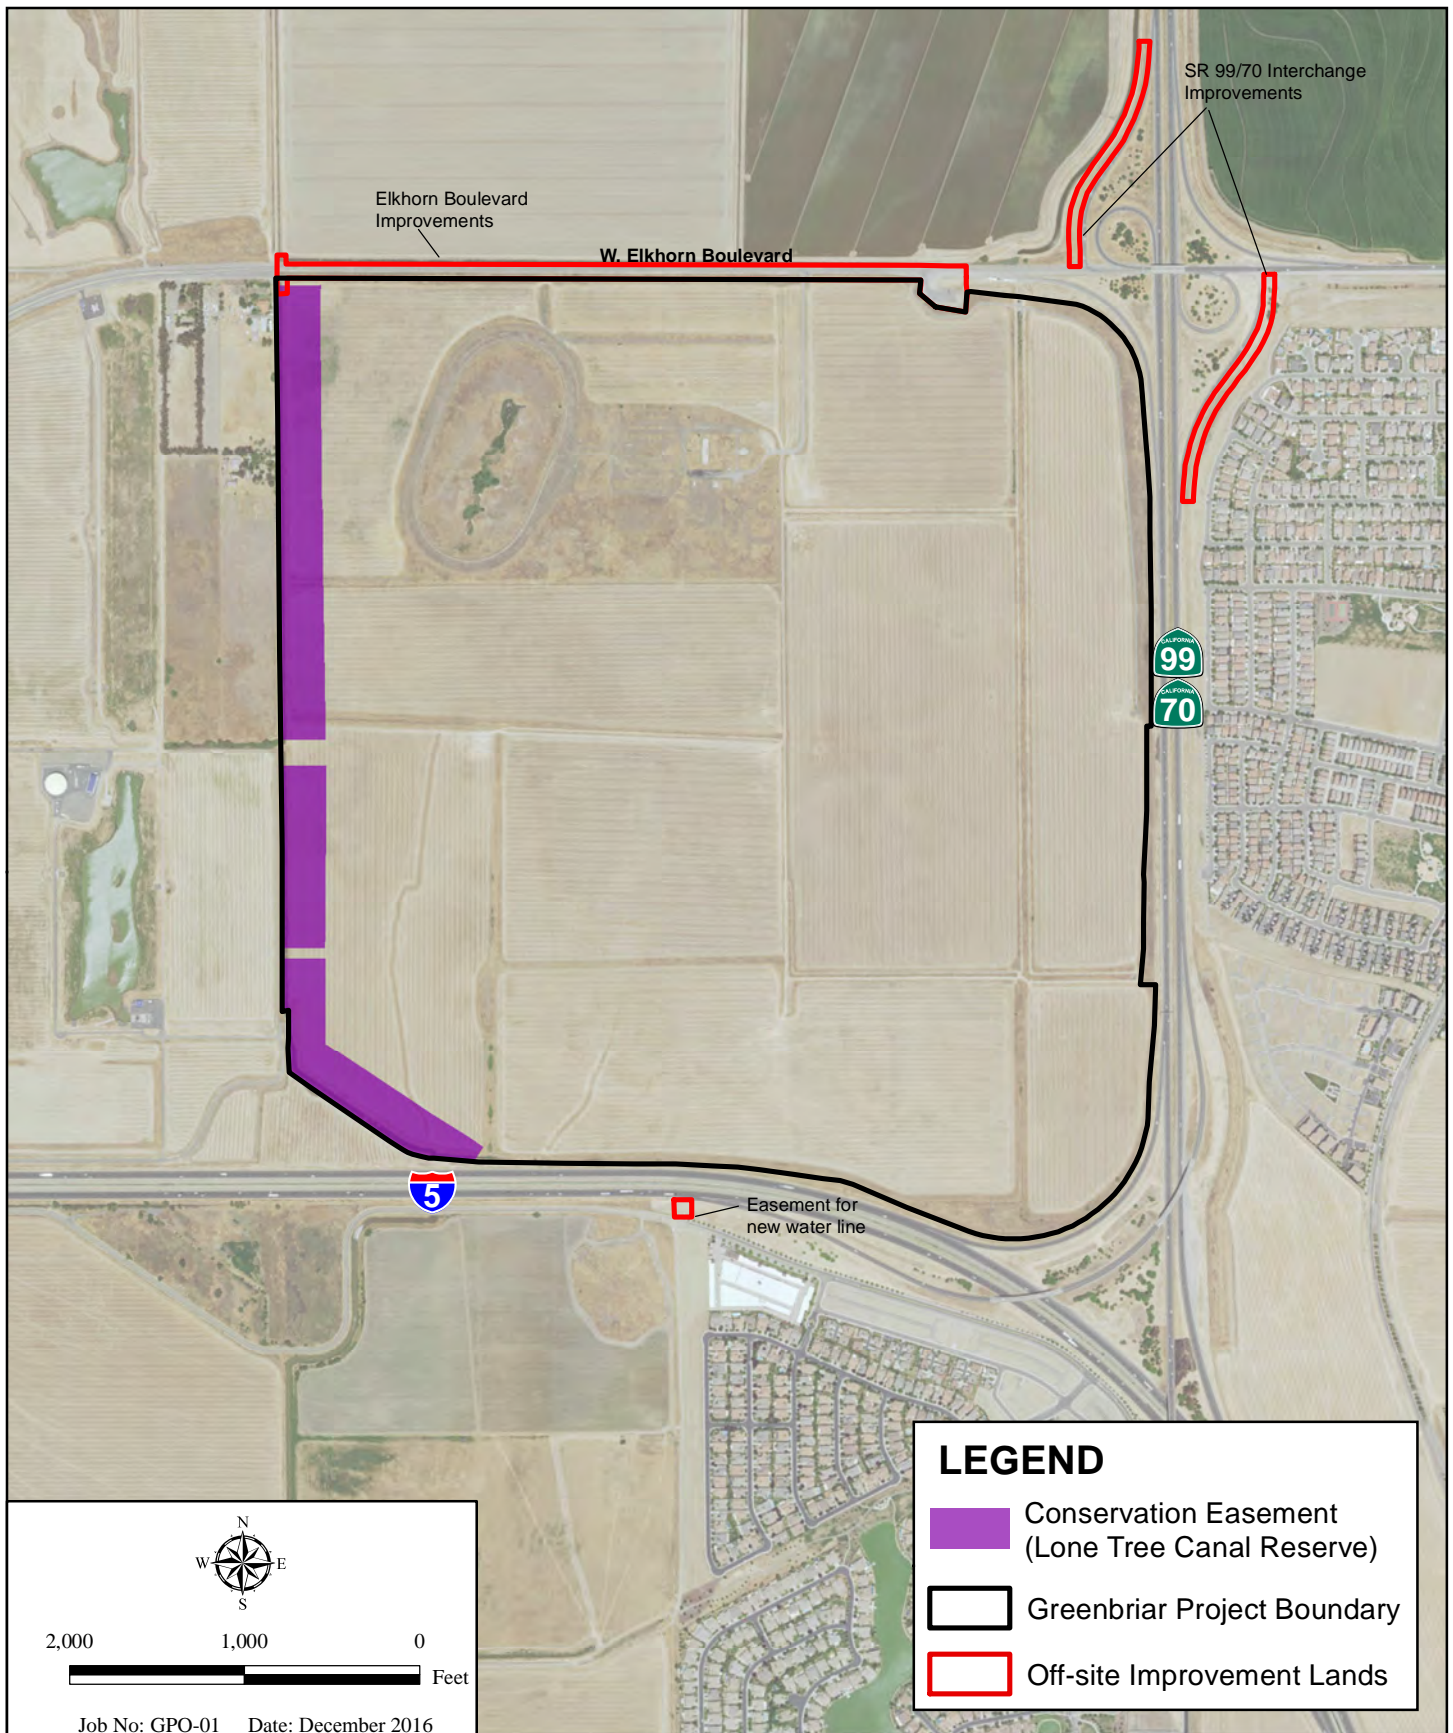 SR 99/70 Interchange
Improvements
Elkhorn Boulevard
Improvements
W. Elkhorn Boulevard
CALIFORNIA
99
CALIFORNIA
70
5
Easement for
new water line
LEGEND
Conservation Easement
(Lone Tree Canal Reserve)
Greenbriar Project Boundary
Off-site Improvement Lands
N
W E
S
2,000 1,000 0
Feet
Job No: GPO-01 Date: December 2016